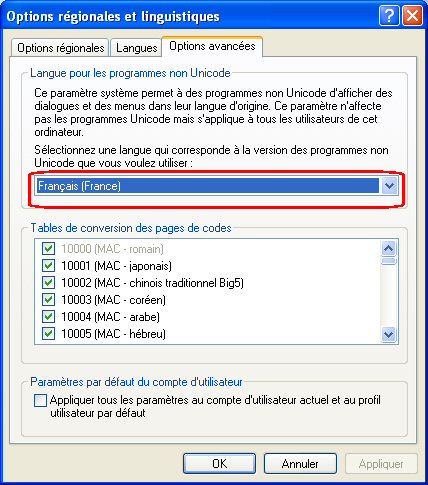 Options régionales et linguistiques
Options régionales
Langues
Options avancées
Langue pour les programmes non Unicode
Ce paramètre système permet à des programmes non Unicode d'afficher des
dialogues et des menus dans leur langue d'origine. Ce paramètre n'affecte
pas les programmes Unicode mais s'applique à tous les utilisateurs de cet
ordinateur.
Sélectionnez une langue qui corresponde à la version des programmes non
Unicode que vous voulez utiliser :
Français (France)
Tables de conversion des pages de codes
10000 (MAC - romain)
10001 (MAC - japonais)
10002 (MAC - chinois traditionnel Big5)
10003 (MAC - coréen)
10004 (MAC - arabe)
10005 (MAC - hébreu)
Paramètres par défaut du compte d'utilisateur
Appliquer tous les paramètres au compte d'utilisateur actuel et au profil
utilisateur par défaut
OK
Annuler
Appliquer